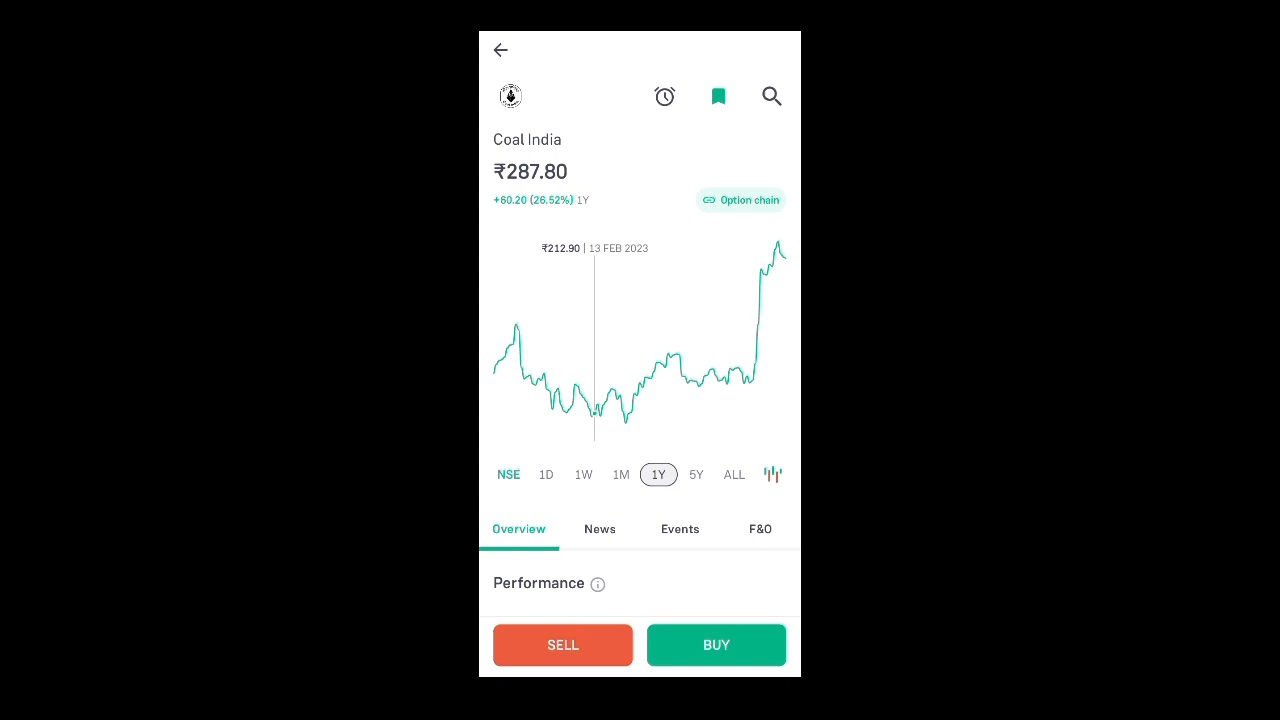 Coal India
₹287.80
+60.20 (26.52%) 1Y
Option chain
₹212.90 | 13 FEB 2023
NSE 1D 1W 1M 1Y 5Y ALL
Overview News Events F&O
Performance
SELL BUY